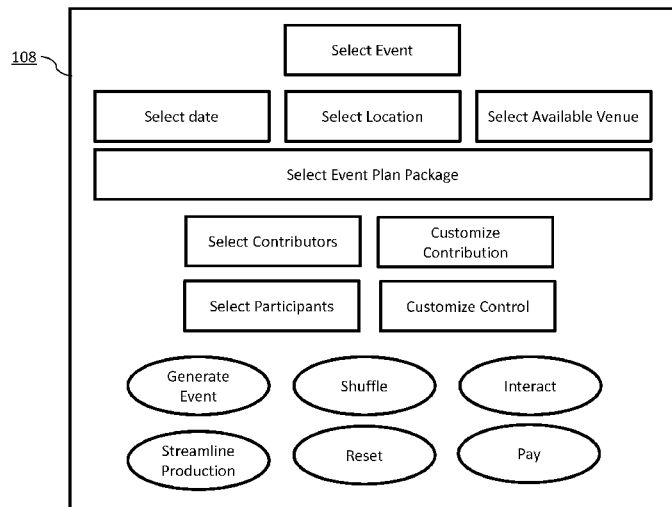 Select Event
108
Select date
Select Location
Select Available Venue
Select Event Plan Package
Select Contributors
Customize
Contribution
Select Participants
Customize Control
Generate
Event
Shuffle
Interact
Streamline
Production
Reset
Pay